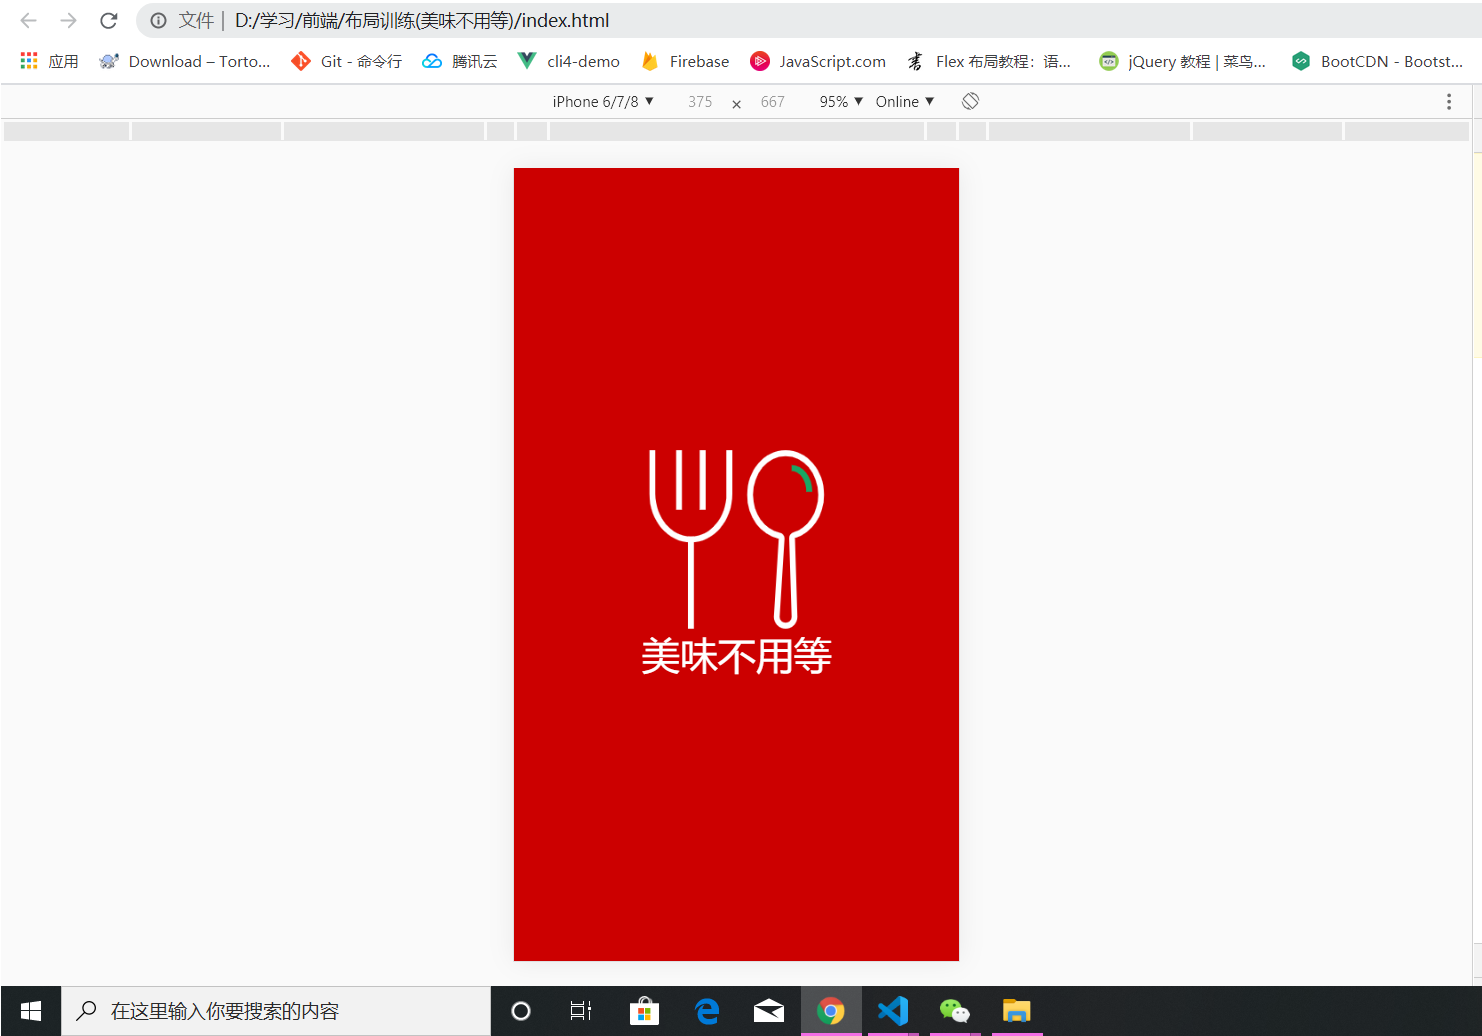 文件 | D:/学习/前端/布局训练(美味不用等)/index.html
应用 Download – Torto... Git - 命令行 腾讯云 cli4-demo Firebase JavaScript.com Flex 布局教程：语... jQuery 教程 | 菜鸟... BootCDN - Bootst...
iPhone 6/7/8 ▼ 375 × 667 95% ▼ Online ▼
美味不用等
在这里输入你要搜索的内容